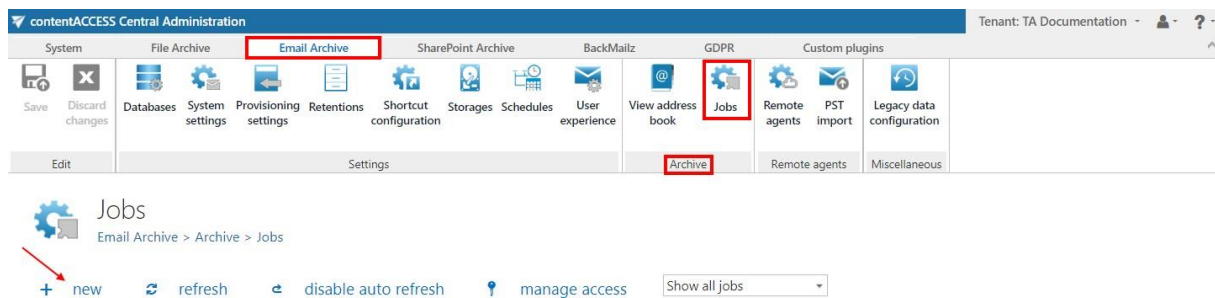 contentACCESS Central Administration Tenant: TA Documentation ?
System File Archive Email Archive SharePoint Archive BackMailz GDPR Custom plugins
Save Discard changes Databases System settings Provisioning settings Retentions Shortcut configuration Storages Schedules User experience View address book Jobs Remote agents PST import Legacy data configuration
Edit Settings Archive Remote agents Miscellaneous
Jobs
Email Archive > Archive > Jobs
+ new refresh disable auto refresh manage access Show all jobs